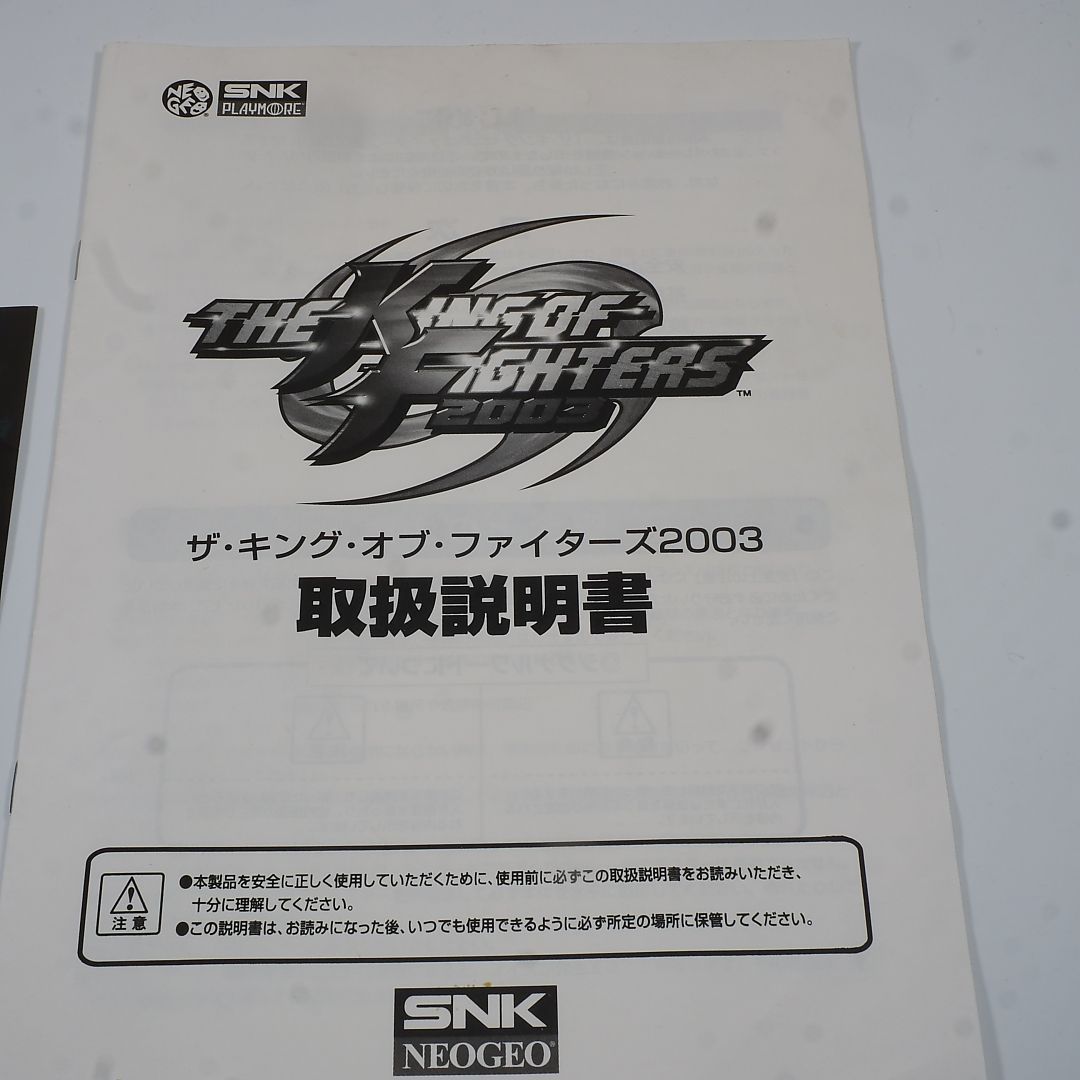 NEO GEO
SNK
PLAYMORE
THE KING OF
FIGHTERS
2003
TM
ザ・キング・オブ・ファイターズ2003
取扱説明書
注意
●本製品を安全に正しく使用していただくために、使用前に必ずこの取扱説明書をお読みいただき、
十分に理解してください。
●この説明書は、お読みになった後、いつでも使用できるように必ず所定の場所に保管してください。
SNK
NEOGEO®